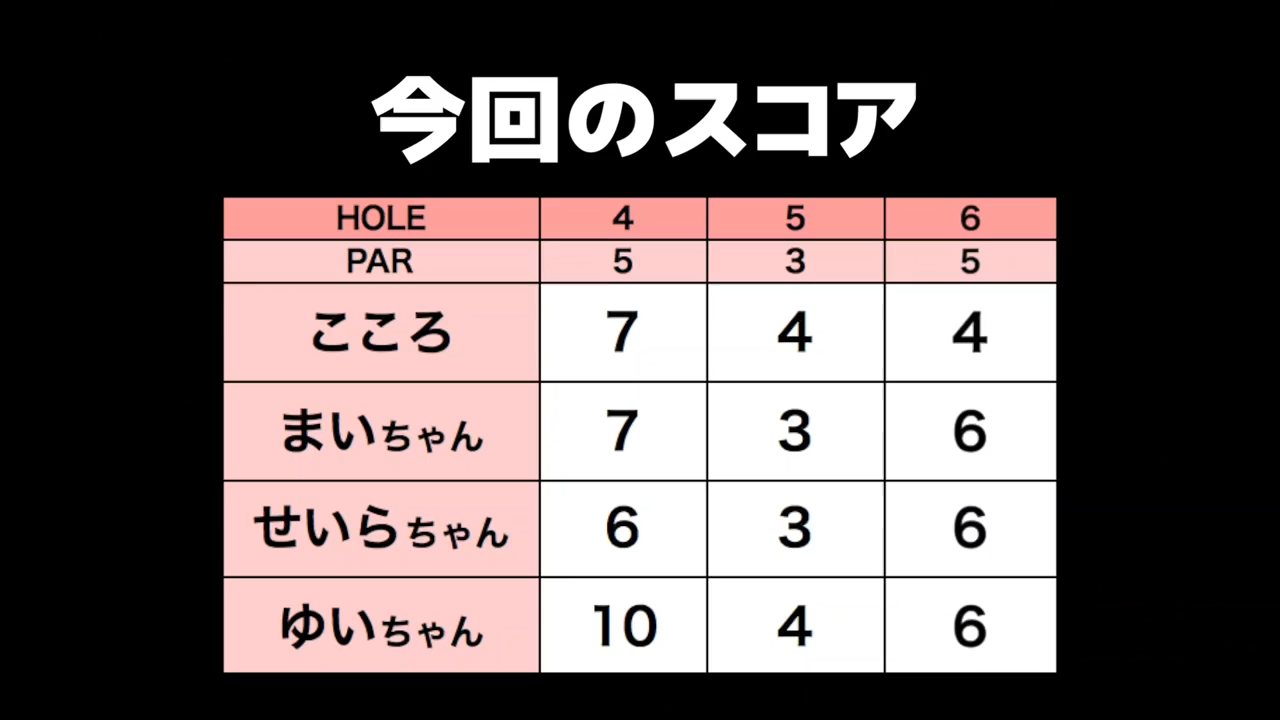 今回のスコア
HOLE 4 5 6
PAR 5 3 5
こころ 7 4 4
まいちゃん 7 3 6
せいらちゃん 6 3 6
ゆいちゃん 10 4 6